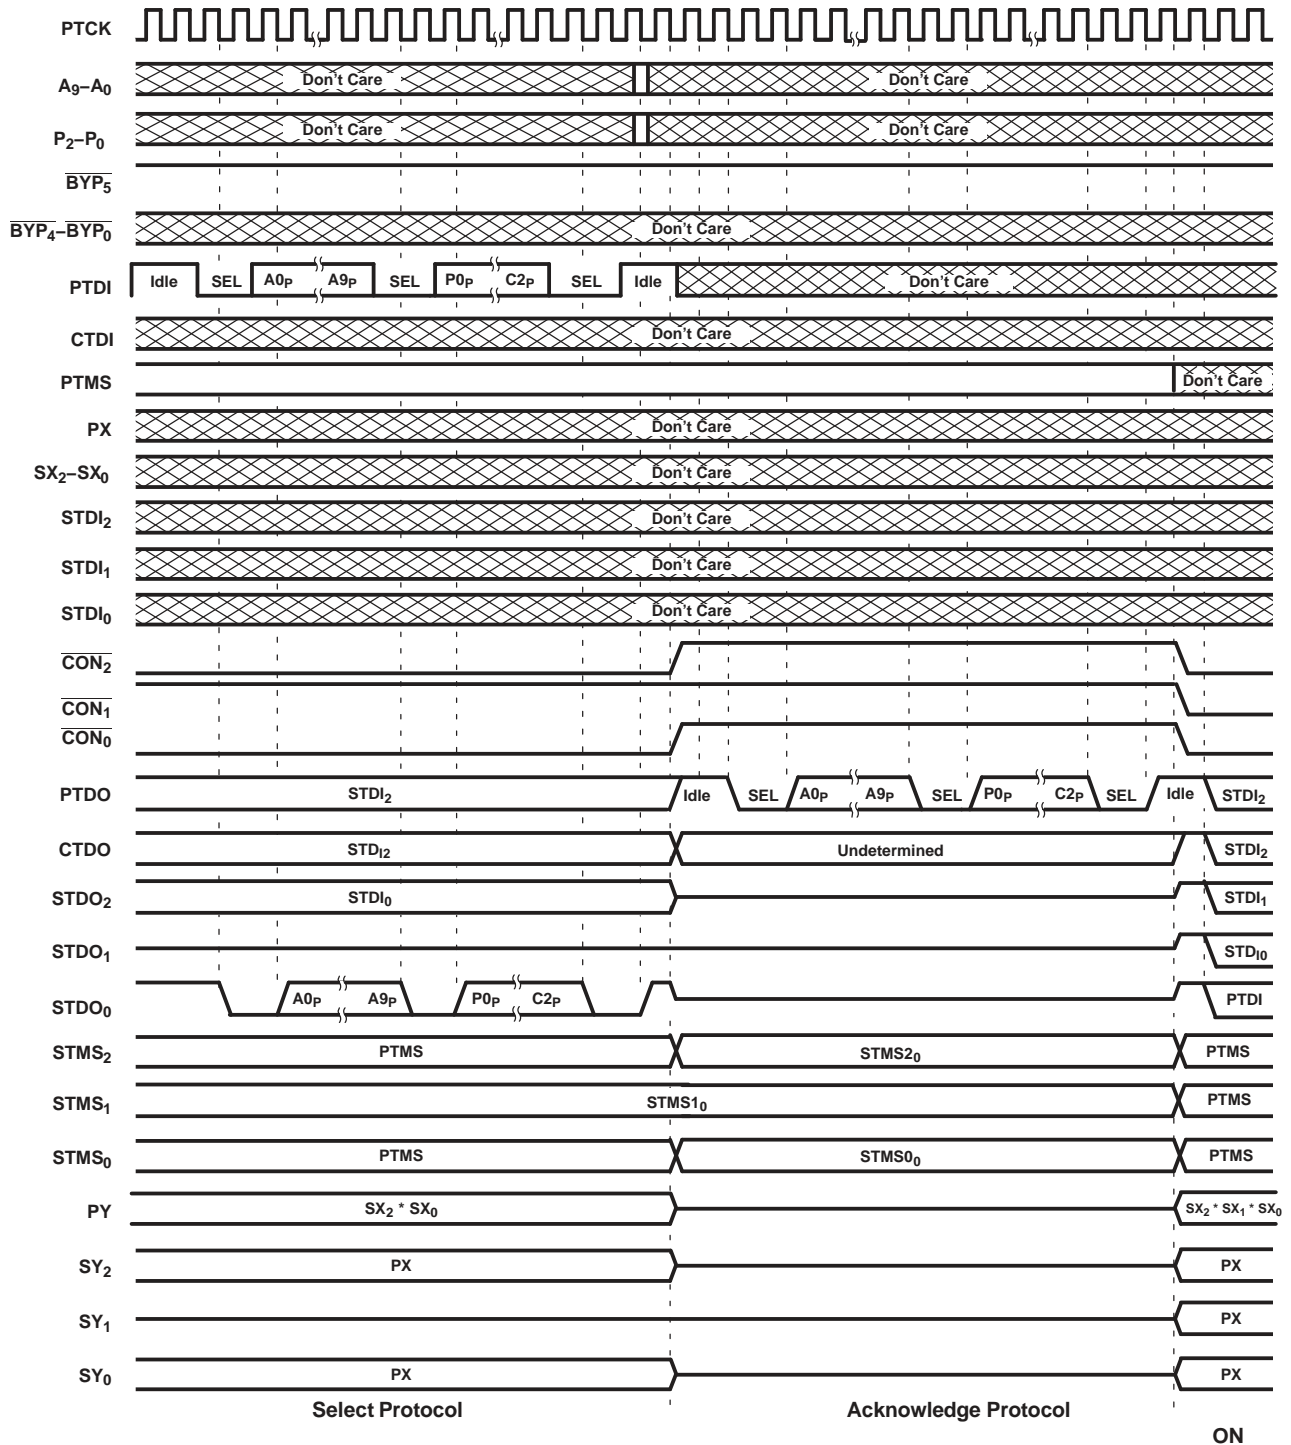 PTCK
A9–A0 Don't Care Don't Care
P2–P0 Don't Care Don't Care
BYP5
BYP4–BYP0 Don't Care
PTDI Idle SEL A0P A9P SEL P0P C2P SEL Idle Don't Care
CTDI Don't Care
PTMS Don't Care
PX Don't Care
SX2–SX0 Don't Care
STDI2 Don't Care
STDI1 Don't Care
STDI0 Don't Care
CON2
CON1
CON0
PTDO STDI2 Idle SEL A0P A9P SEL P0P C2P SEL Idle STDI2
CTDO STDI2 Undetermined STDI2
STDO2 STDI0 STDI1
STDO1 STDI0
STDO0 A0P A9P P0P C2P PTDI
STMS2 PTMS STMS20 PTMS
STMS1 STMS10 PTMS
STMS0 PTMS STMS00 PTMS
PY SX2 * SX0 SX2 * SX1 * SX0
SY2 PX PX
SY1 PX
SY0 PX PX
Select Protocol Acknowledge Protocol
ON